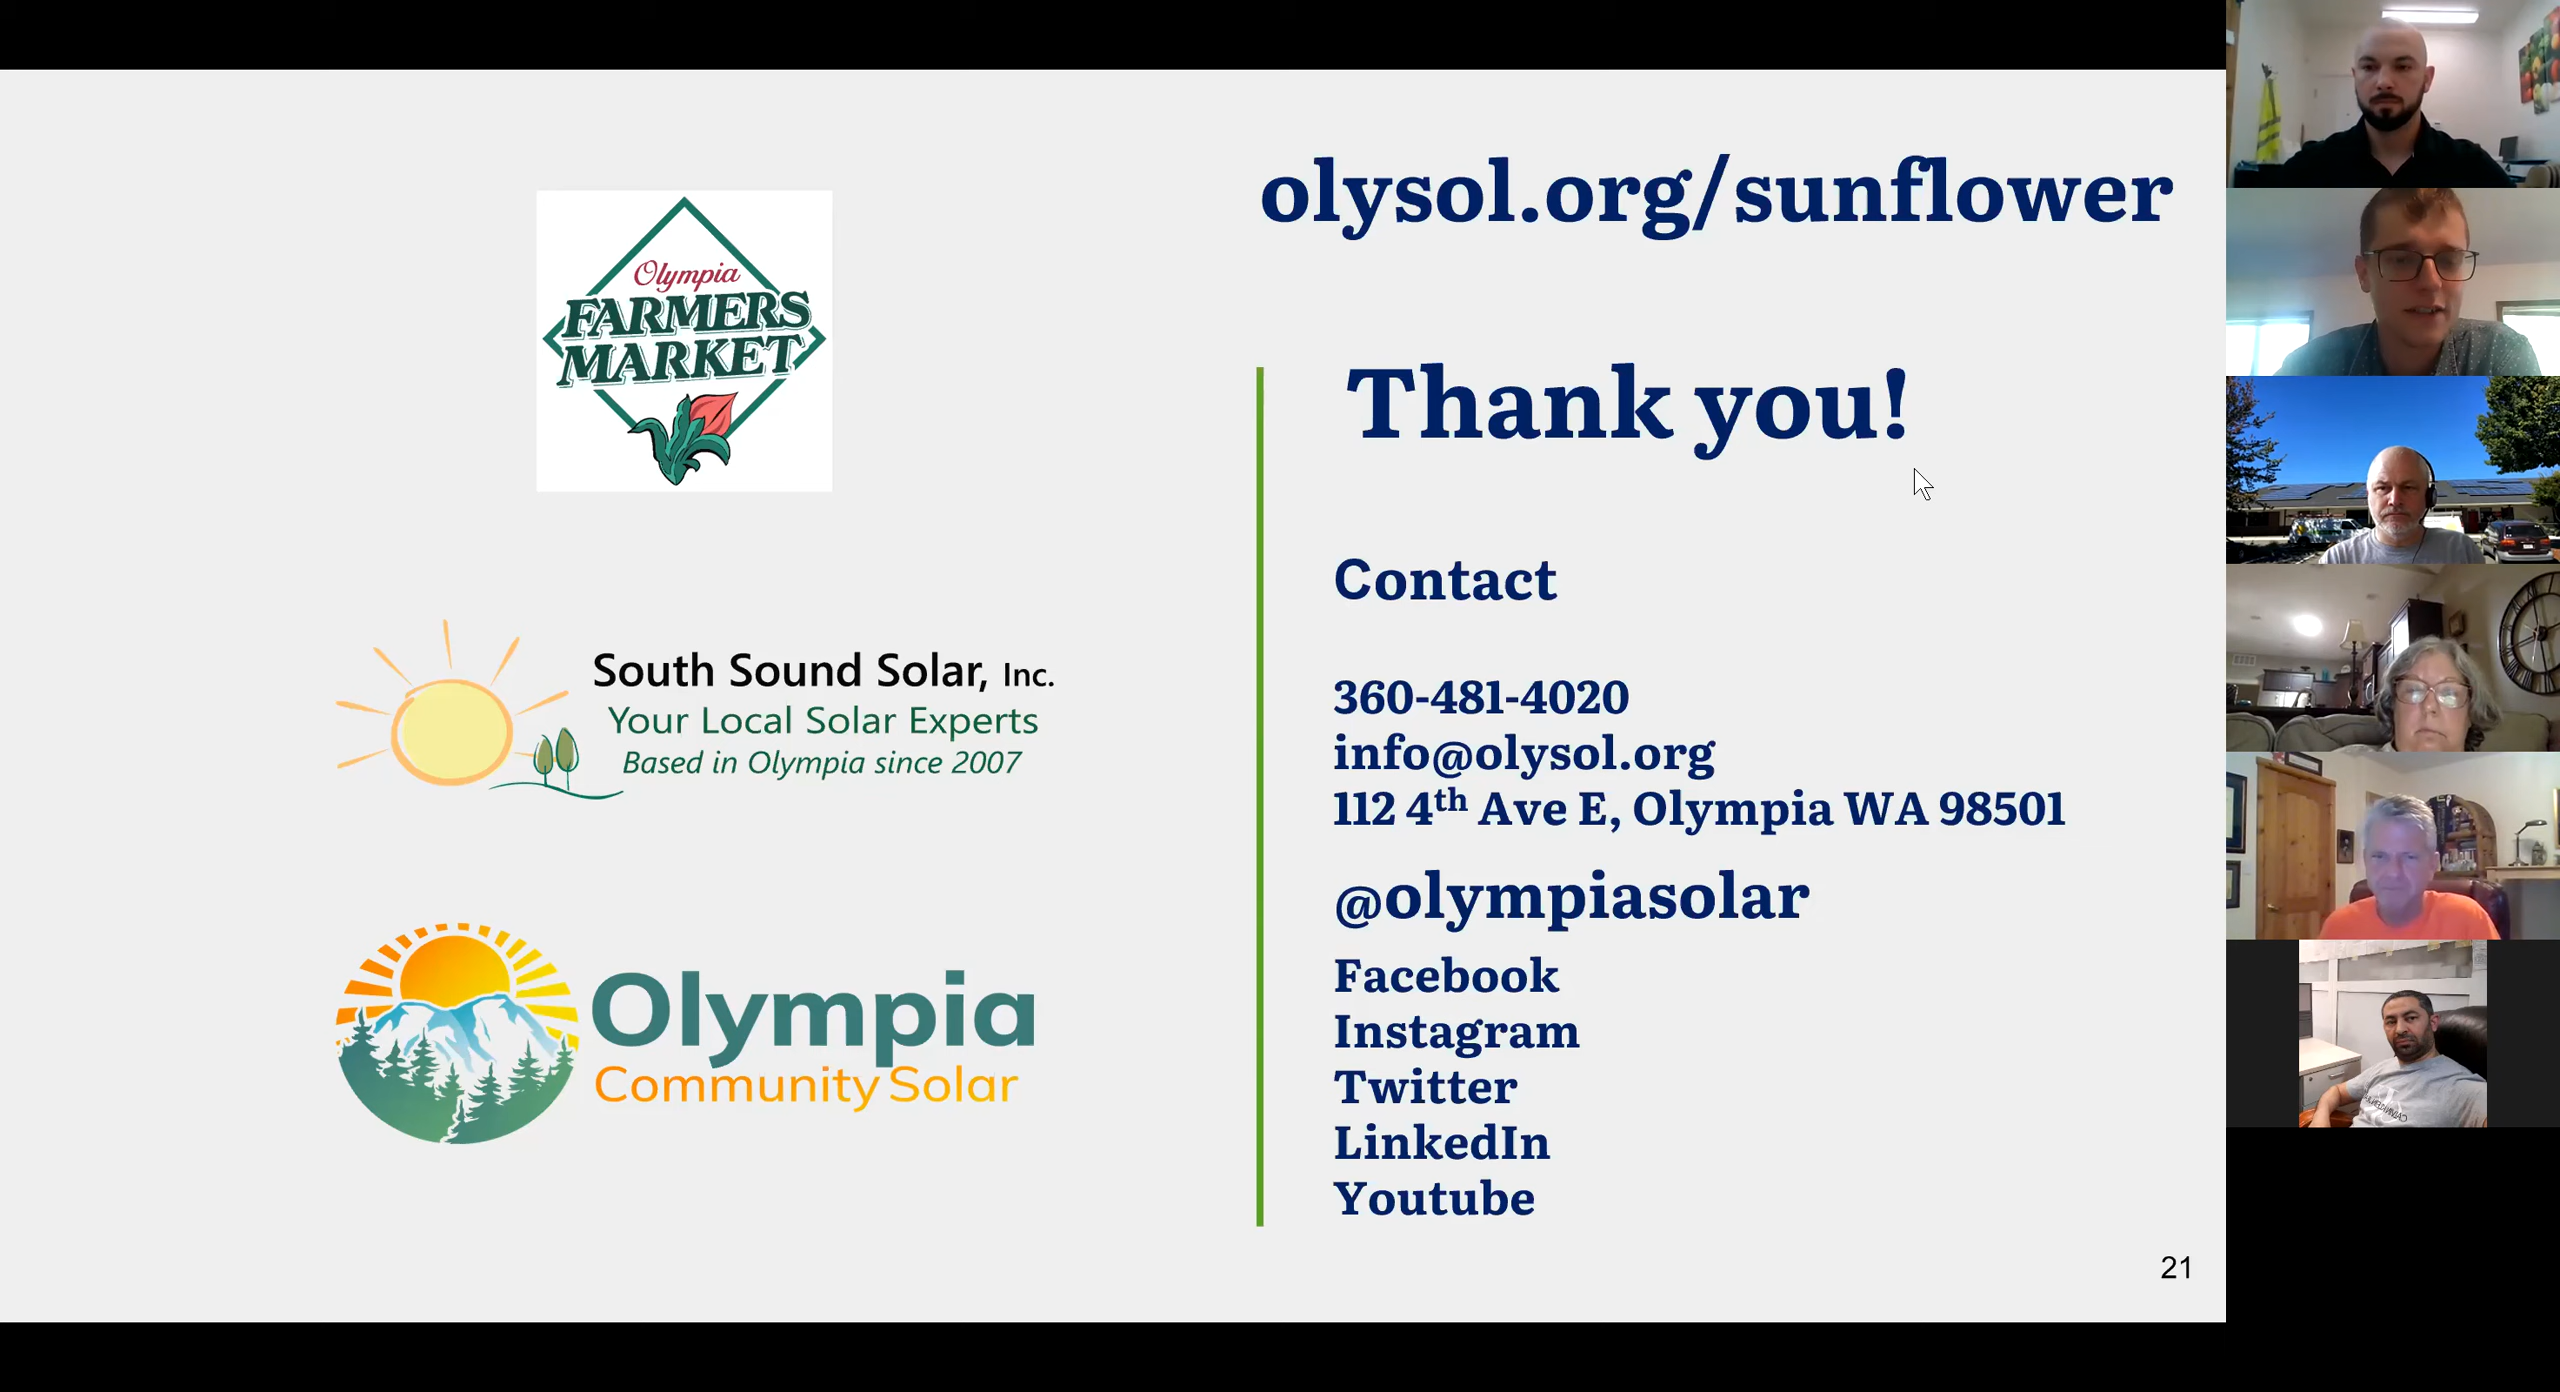 olysol.org/sunflower
Olympia
FARMERS
MARKET
Thank you!
Contact
South Sound Solar, Inc.
Your Local Solar Experts
Based in Olympia since 2007
360-481-4020
info@olysol.org
112 4th Ave E, Olympia WA 98501
@olympiasolar
Facebook
Instagram
Twitter
LinkedIn
Youtube
Olympia
Community Solar
21